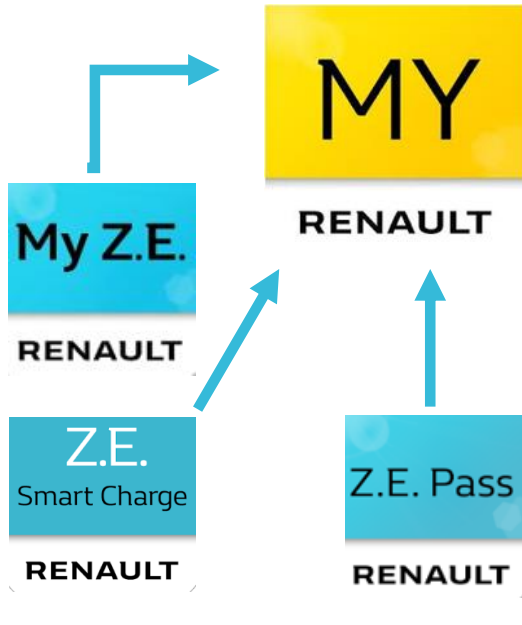 MY
RENAULT
My Z.E.
RENAULT
Z.E.
Smart Charge
RENAULT
Z.E. Pass
RENAULT